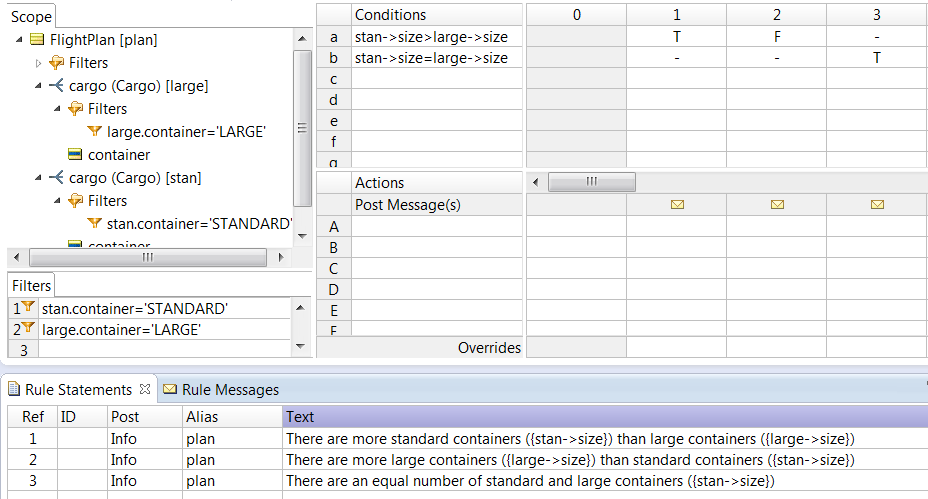 Scope
FlightPlan [plan]
Filters
cargo (Cargo) [large]
Filters
large.container='LARGE'
container
cargo (Cargo) [stan]
Filters
stan.container='STANDARD'
container
Filters
1 stan.container='STANDARD'
2 large.container='LARGE'
3
Conditions 0 1 2 3
a stan->size>large->size T F -
b stan->size=large->size - - T
c
d
e
f
g
Actions
Post Message(s)
A
B
C
D
E
F
Overrides
Rule Statements Rule Messages
Ref ID Post Alias Text
1 Info plan There are more standard containers ({stan->size}) than large containers ({large->size})
2 Info plan There are more large containers ({large->size}) than standard containers ({stan->size})
3 Info plan There are an equal number of standard and large containers ({stan->size})